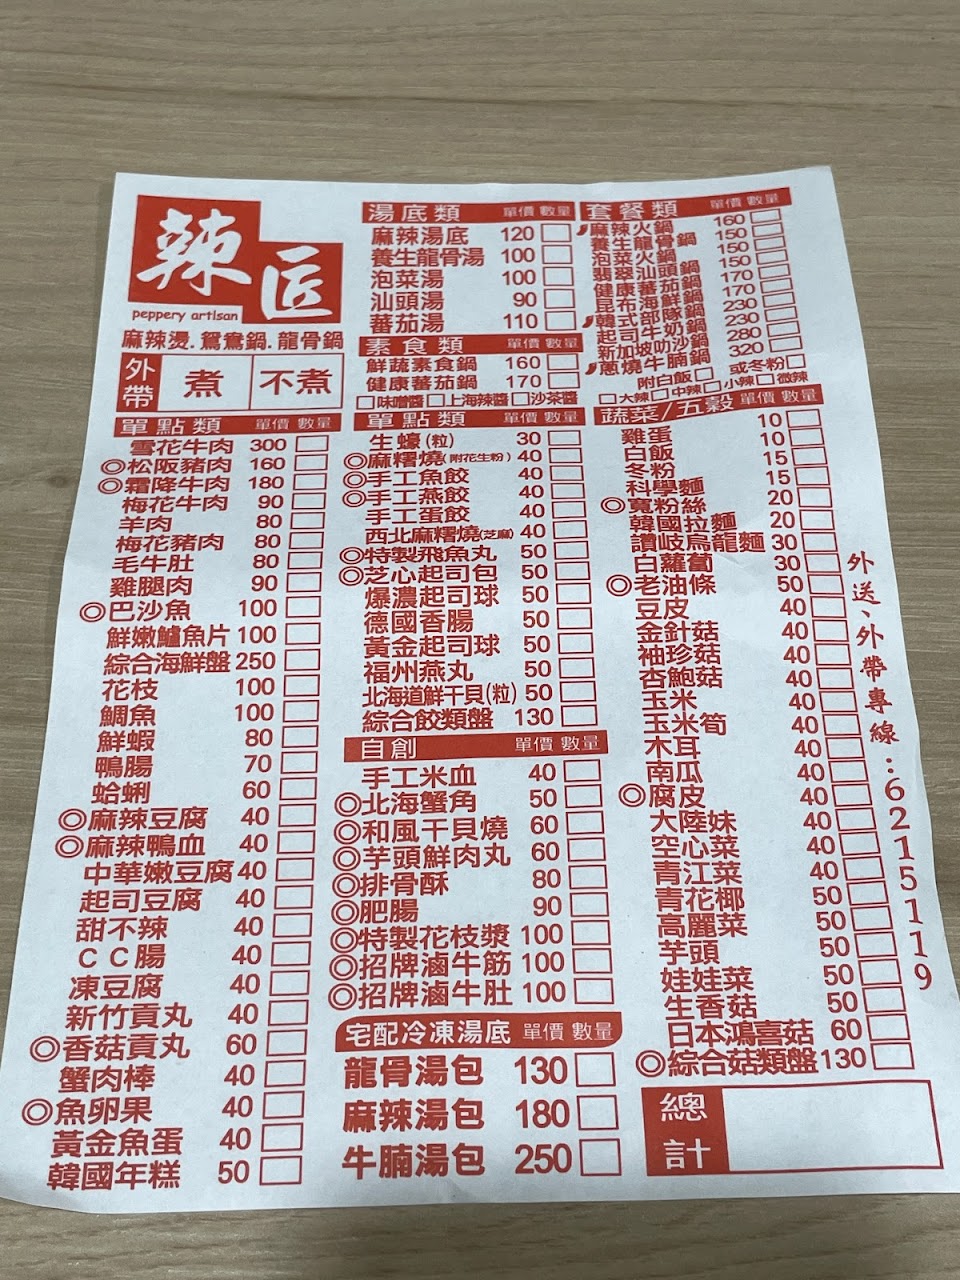 辣匠
peppery artisan
麻辣燙.鴛鴦鍋.龍骨鍋
外帶 煮 不煮
單點類 單價 數量
雪花牛肉 300
◎松阪豬肉 160
◎霜降牛肉 180
梅花牛肉 90
羊肉 80
梅花豬肉 80
毛牛肚 80
雞腿肉 90
◎巴沙魚 100
鮮嫩鱸魚片 100
綜合海鮮盤 250
花枝 100
鯛魚 100
鮮蝦 80
鴨腸 70
蛤蜊 60
◎麻辣豆腐 40
◎麻辣鴨血 40
中華嫩豆腐 40
起司豆腐 40
甜不辣 40
CC腸 40
凍豆腐 40
新竹貢丸 40
◎香菇貢丸 60
蟹肉棒 40
◎魚卵果 40
黃金魚蛋 40
韓國年糕 50
湯底類 單價 數量
麻辣湯底 120
養生龍骨湯 100
泡菜湯 100
汕頭湯 90
蕃茄湯 110
素食類 單價 數量
鮮蔬素食鍋 160
健康蕃茄鍋 170
□味噌醬□上海辣醬□沙茶醬
單點類 單價 數量
生蠔(粒) 30
◎麻糬燒(附花生粉) 40
◎手工魚餃 40
◎手工燕餃 40
手工蛋餃 40
西北麻糬燒(芝麻) 40
◎特製飛魚丸 50
◎芝心起司包 50
爆濃起司球 50
德國香腸 50
黃金起司球 50
福州燕丸 50
北海道鮮干貝(粒) 50
綜合餃類盤 130
自創 單價 數量
手工米血 40
◎北海蟹角 50
◎和風干貝燒 60
◎芋頭鮮肉丸 60
◎排骨酥 80
◎肥腸 90
◎特製花枝漿 100
◎招牌滷牛筋 100
◎招牌滷牛肚 100
宅配冷凍湯底 單價 數量
龍骨湯包 130
麻辣湯包 180
牛腩湯包 250
套餐類 單價 數量
麻辣火鍋 160
養生龍骨鍋 150
泡菜火鍋 150
翡翠汕頭鍋 150
健康蕃茄鍋 170
昆布海鮮鍋 170
韓式部隊鍋 230
起司牛奶鍋 230
新加坡叻沙鍋 280
蔥燒牛腩鍋 320
附白飯□ 或冬粉□
□大辣□中辣□小辣□微辣
蔬菜/五穀 單價 數量
雞蛋 10
白飯 10
冬粉 15
科學麵 15
◎寬粉絲 20
韓國拉麵 20
讚岐烏龍麵 30
白蘿蔔 30
◎老油條 50
豆皮 40
金針菇 40
袖珍菇 40
杏鮑菇 40
玉米 40
玉米筍 40
木耳 40
南瓜 40
◎腐皮 40
大陸妹 40
空心菜 40
青江菜 40
青花椰 50
高麗菜 50
芋頭 50
娃娃菜 50
生香菇 50
日本鴻喜菇 60
◎綜合菇類盤 130
總計
外送、外帶專線:6215119